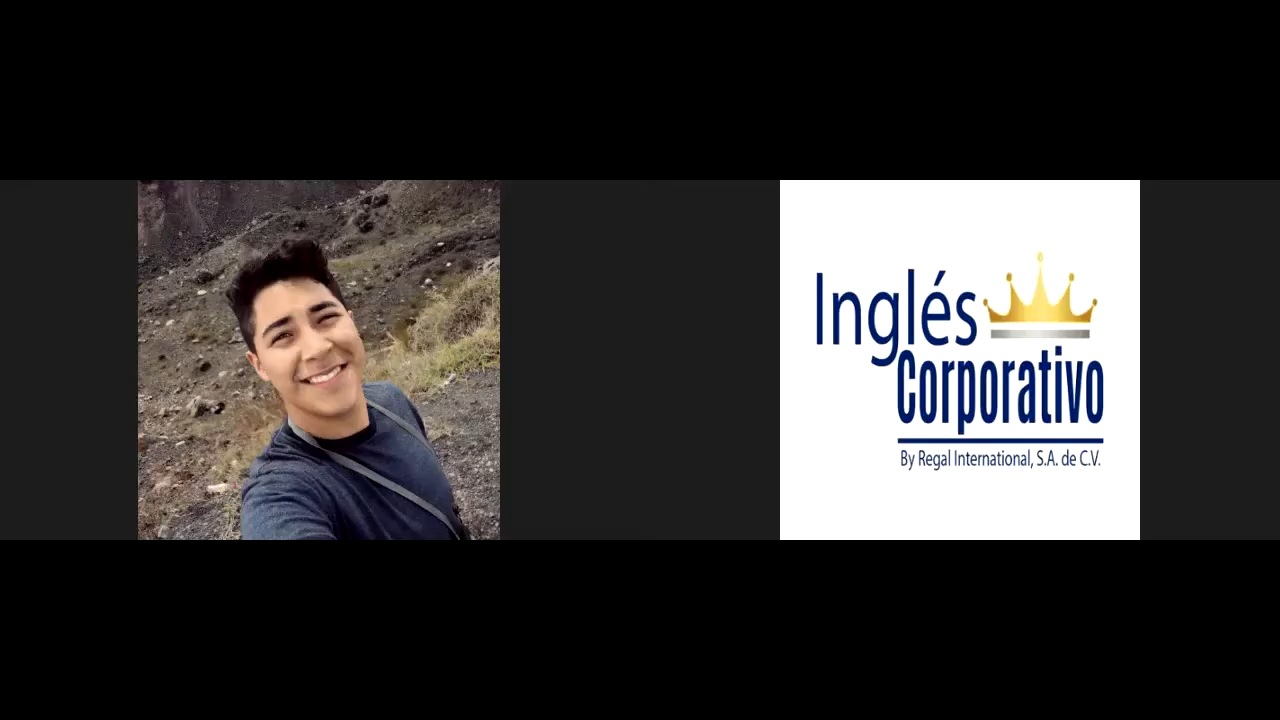 Inglés
Corporativo
By Regal International, S.A. de C.V.